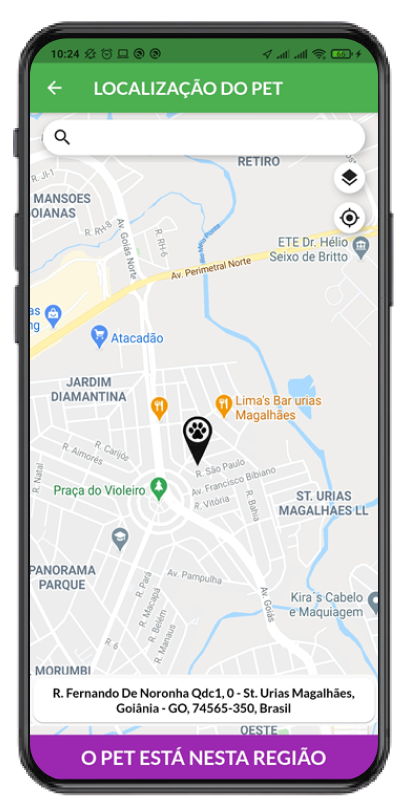 10:24
66
LOCALIZAÇÃO DO PET
RETIRO
R. JI-1
MANSOES
OIANAS
R. RH-8
Av. Goiás Norte
R. RH-6
ETE Dr. Hélio
Seixo de Britto
Av. Perimetral Norte
as
ng
Atacadão
JARDIM
DIAMANTINA
Lima's Bar urias
Magalhães
R. Carijós
R. Aimorés
R. Natal
R. São Paulo
Av. Francisco Bibiano
R. Vitória
R. Bahia
Praça do Violeiro
ST. URIAS
MAGALHAES LL
PANORAMA
PARQUE
Av. Pampulha
R. Pará
R. Macapá
R. Belém
R. Manaus
Av. Goiás
Kira´s Cabelo
e Maquiagem
R. 6
MORUMBI
R. Fernando De Noronha Qdc1, 0 - St. Urias Magalhães,
Goiânia - GO, 74565-350, Brasil
OESTE
O PET ESTÁ NESTA REGIÃO